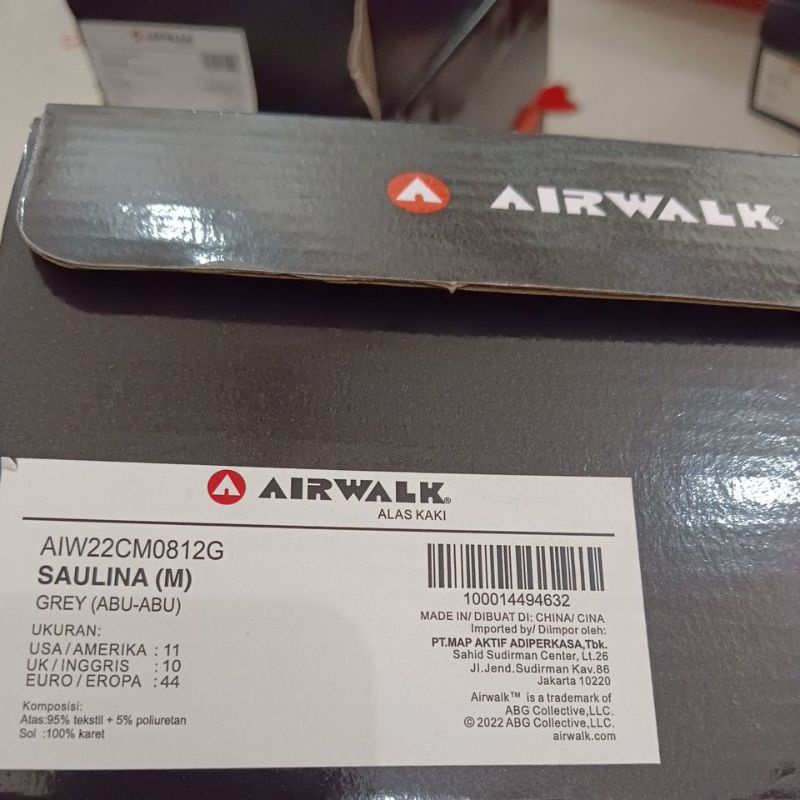 AIRWALK®
AIRWALK®
ALAS KAKI
AIW22CM0812G
SAULINA (M)
GREY (ABU-ABU)
UKURAN:
USA / AMERIKA : 11
UK / INGGRIS : 10
EURO / EROPA : 44
Komposisi:
Atas:95% tekstil + 5% poliuretan
Sol :100% karet
100014494632
MADE IN/ DIBUAT DI: CHINA/ CINA
Imported by/ Diimpor oleh:
PT.MAP AKTIF ADIPERKASA,Tbk.
Sahid Sudirman Center, Lt.26
Jl.Jend.Sudirman Kav.86
Jakarta 10220
Airwalk™ is a trademark of
ABG Collective,LLC.
© 2022 ABG Collective,LLC.
airwalk.com